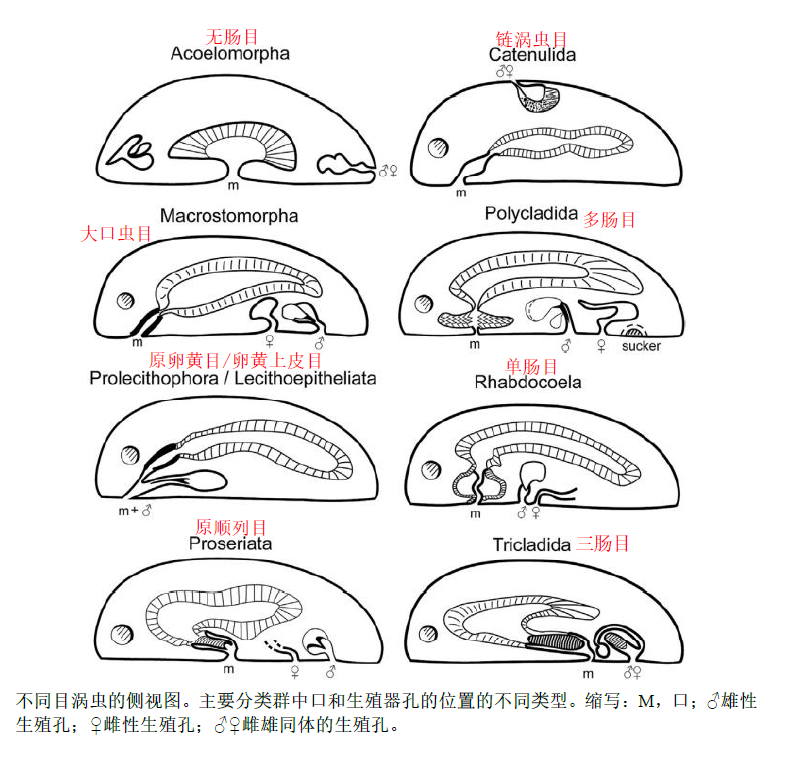 无肠目
Acoelomorpha
m
♂♀
链涡虫目
Catenulida
♂♀
m
Macrostomorpha
大口虫目
m
♀
♂
Polycladida
多肠目
m
♂
♀
sucker
原卵黄目/卵黄上皮目
Prolecithophora / Lecithoepitheliata
m + ♂
单肠目
Rhabdocoela
m
♂♀
原顺列目
Proseriata
m
♀
♂
Tricladida 三肠目
m
♂♀
不同目涡虫的侧视图。主要分类群中口和生殖器孔的位置的不同类型。缩写：M，口；♂雄性
生殖孔；♀雌性生殖孔；♂♀雌雄同体的生殖孔。